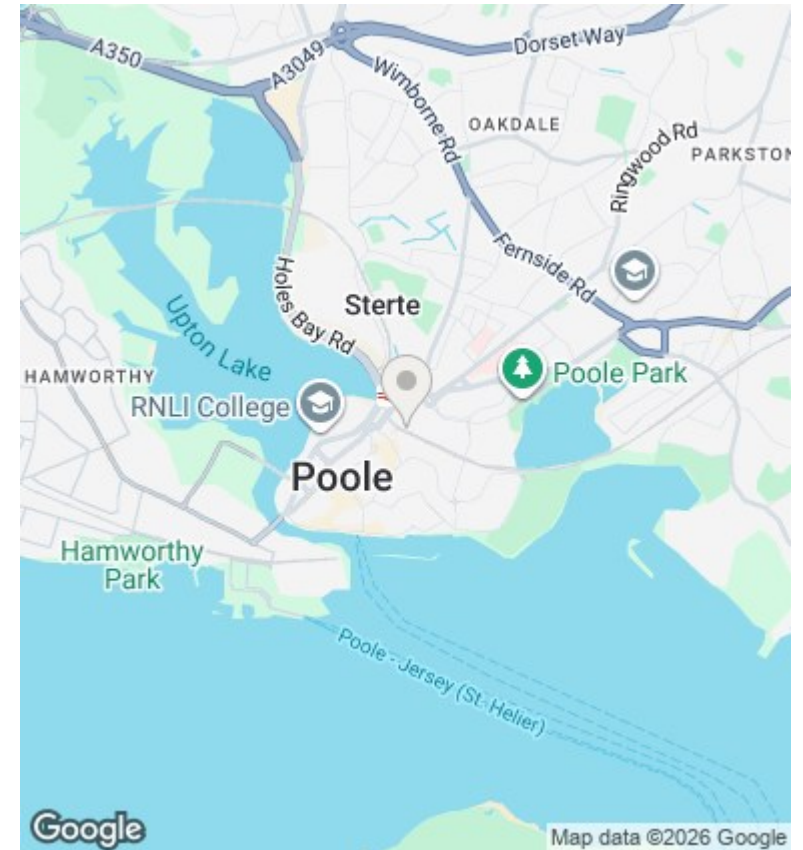 A350
A3049
Dorset Way
Wimborne Rd
OAKDALE
Ringwood Rd
PARKSTON
Fernside Rd
Holes Bay Rd
Sterte
Upton Lake
HAMWORTHY
RNLI College
Poole Park
Poole
Hamworthy
Park
Poole - Jersey (St. Helier)
Google
Map data ©2026 Google